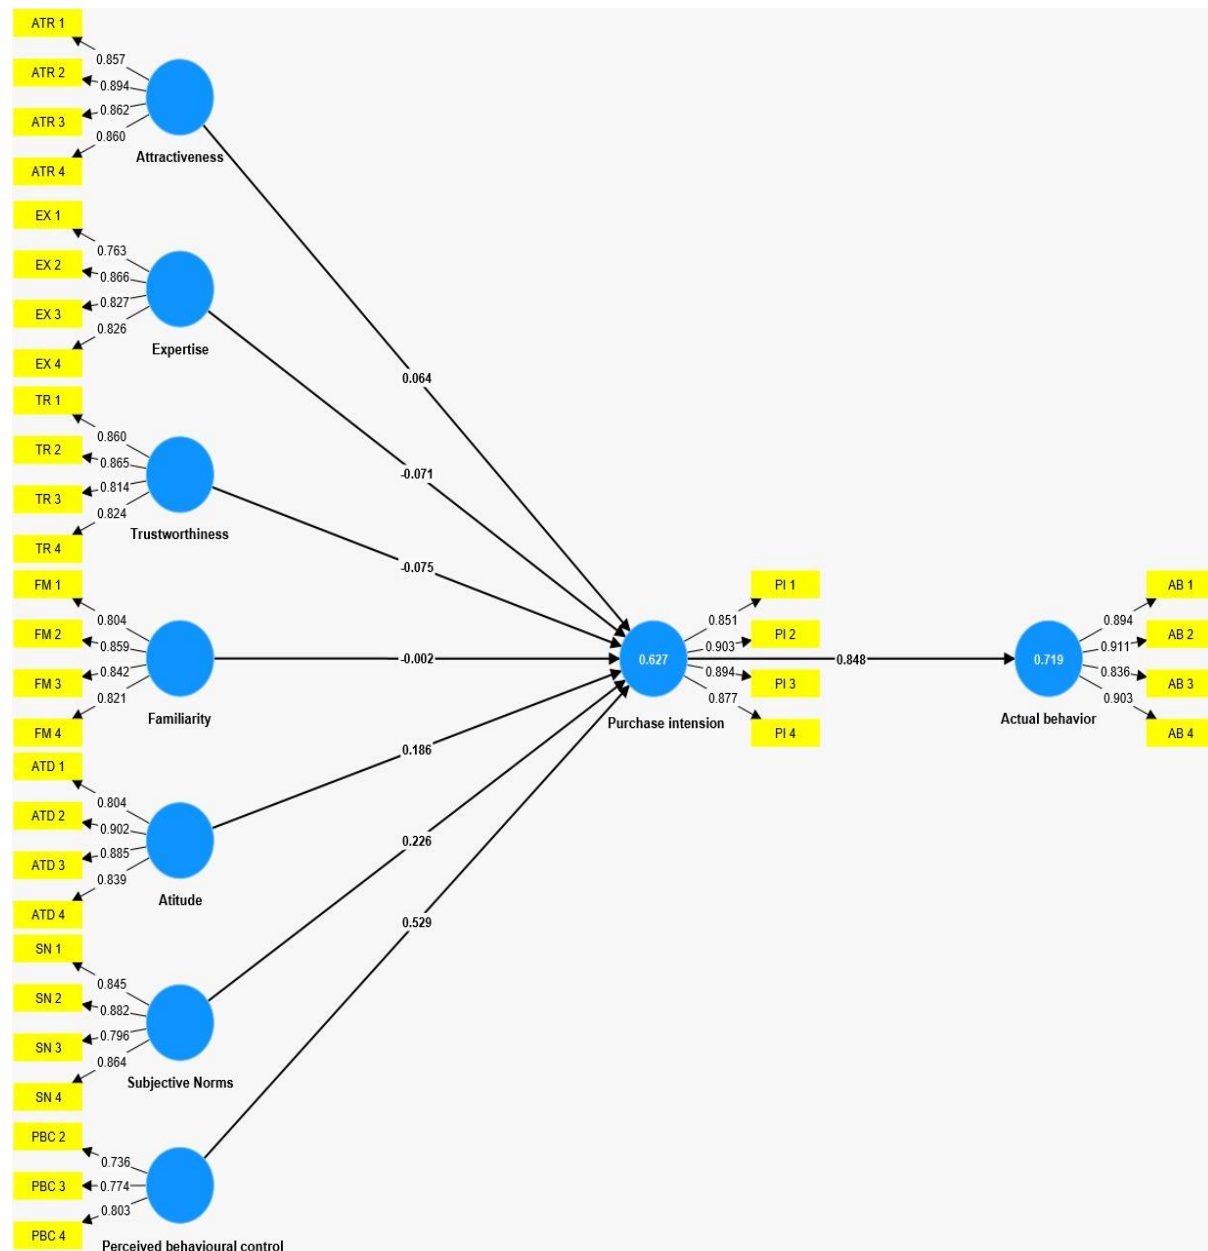 ATR 1
0.857
ATR 2
0.894
0.862
ATR 3
0.860
ATR 4
Attractiveness
EX 1
0.763
EX 2
0.866
0.827
EX 3
0.826
EX 4
Expertise
0.064
TR 1
0.860
TR 2
0.865
0.814
TR 3
0.824
TR 4
Trustworthiness
-0.071
-0.075
FM 1
0.804
FM 2
0.859
0.842
FM 3
0.821
FM 4
Familiarity
-0.002
PI 1
0.851
PI 2
0.903
0.627
0.894
PI 3
0.877
PI 4
Purchase intension
0.848
AB 1
0.894
AB 2
0.911
0.719
0.836
AB 3
0.903
AB 4
Actual behavior
ATD 1
0.804
ATD 2
0.902
0.885
ATD 3
0.839
ATD 4
Atitude
0.186
SN 1
0.845
SN 2
0.882
0.796
SN 3
0.864
SN 4
Subjective Norms
0.226
0.529
PBC 2
0.736
PBC 3
0.774
0.803
PBC 4
Perceived behavioural control